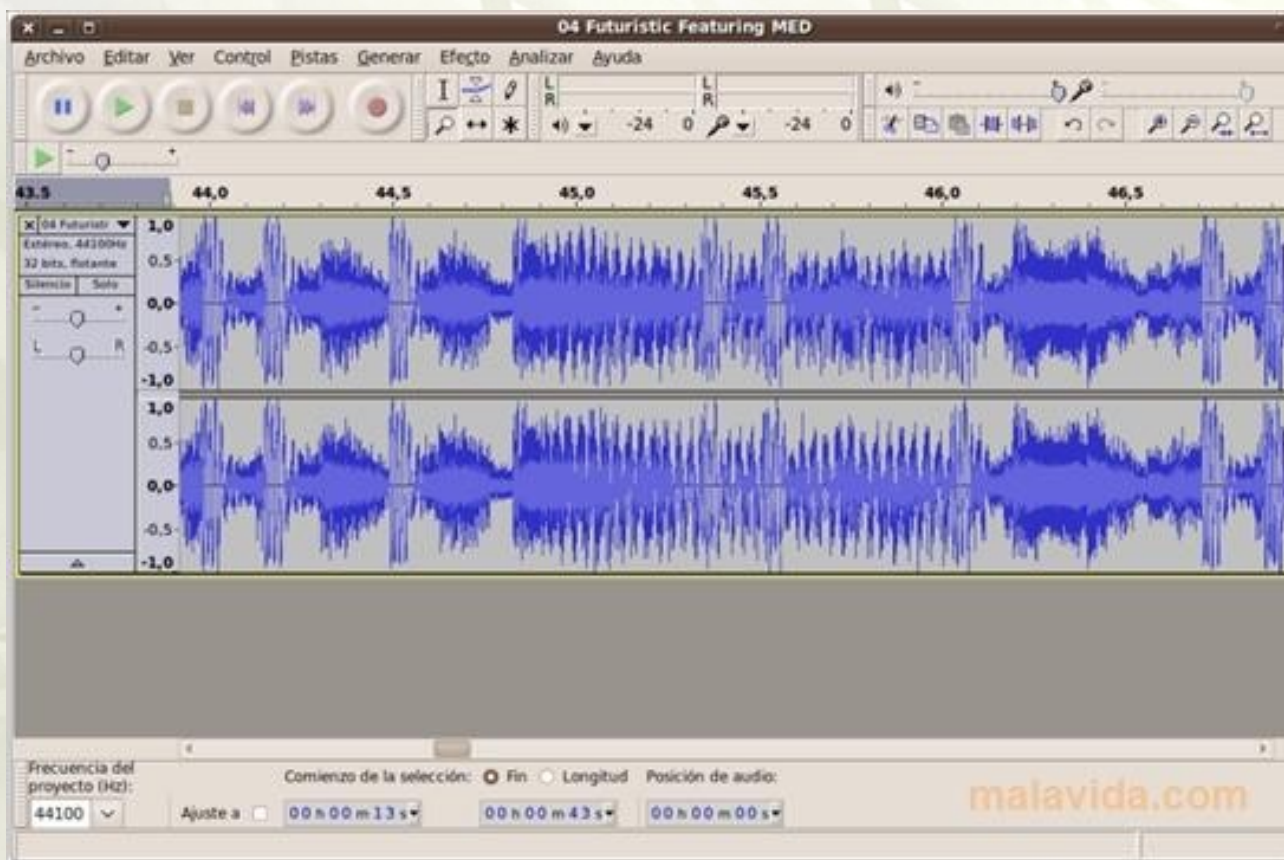 04 Futuristic Featuring MED
Archivo Editar Ver Control Pistas Generar Efecto Analizar Ayuda
L
R
L
R
-24 0 -24 0
- +
43.5 44,0 44,5 45,0 45,5 46,0 46,5
X 04 Futuristi
Estéreo, 44100Hz
32 bits, flotante
Silencio Solo
- +
L R
1,0
0.5
0,0
-0.5
-1,0
1,0
0.5
0,0
-0.5
-1,0
Frecuencia del
proyecto (Hz):
44100
Ajuste a
Comienzo de la selección: Fin Longitud Posición de audio:
00 h 00 m 13 s 00 h 00 m 43 s 00 h 00 m 00 s
malavida.com